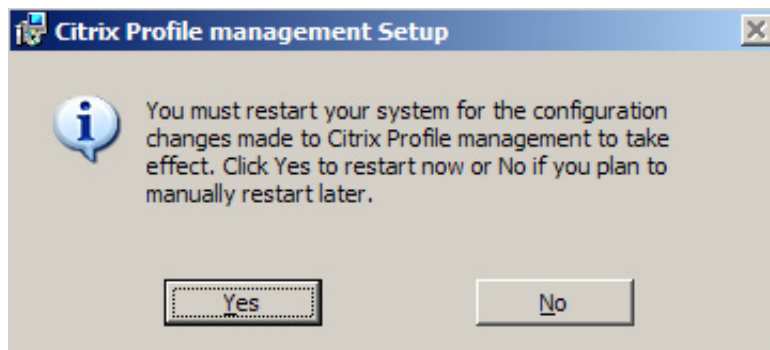 Citrix Profile management Setup
You must restart your system for the configuration
changes made to Citrix Profile management to take
effect. Click Yes to restart now or No if you plan to
manually restart later.
Yes
No